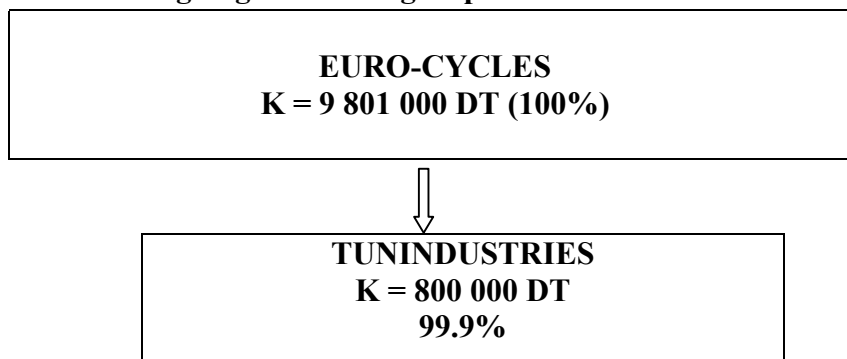 EURO-CYCLES
K = 9 801 000 DT (100%)
TUNINDUSTRIES
K = 800 000 DT
99.9%